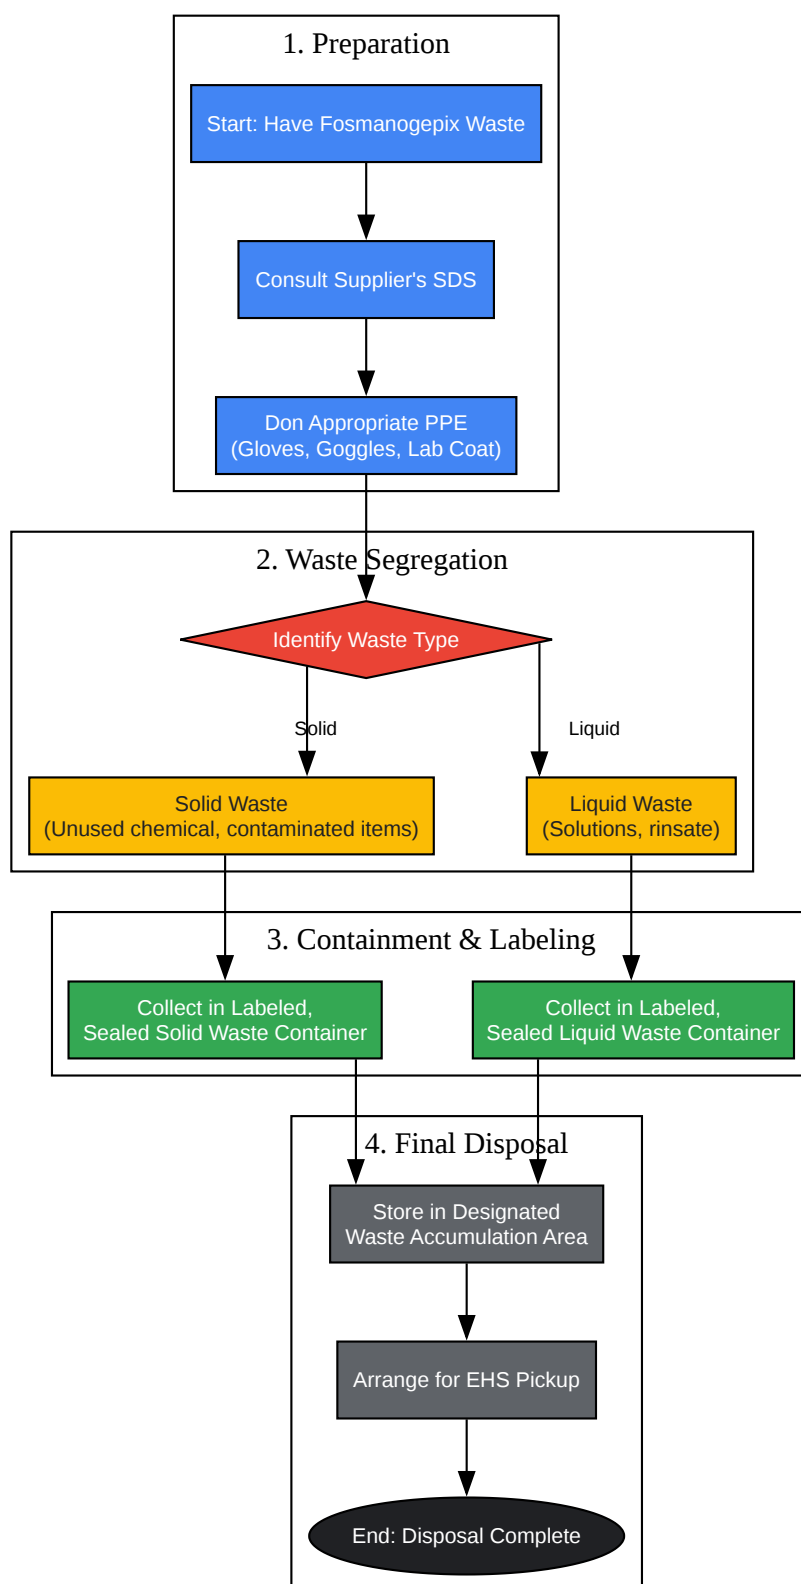 1. Preparation
Start: Have Fosmanogepix Waste
Consult Supplier's SDS
Don Appropriate PPE
(Gloves, Goggles, Lab Coat)
2. Waste Segregation
Identify Waste Type
Solid
Liquid
Solid Waste
(Unused chemical, contaminated items)
Liquid Waste
(Solutions, rinsate)
3. Containment & Labeling
Collect in Labeled,
Sealed Solid Waste Container
Collect in Labeled,
Sealed Liquid Waste Container
4. Final Disposal
Store in Designated
Waste Accumulation Area
Arrange for EHS Pickup
End: Disposal Complete